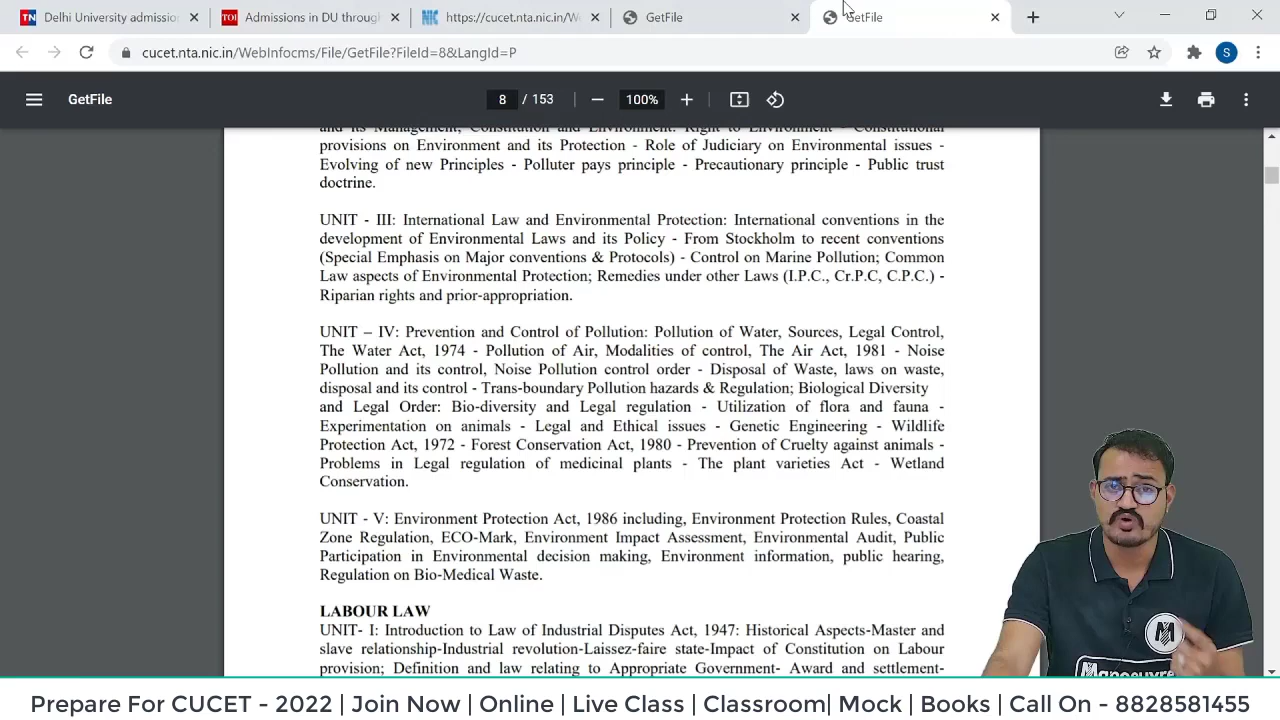 Delhi University admissio
Admissions in DU through
https://cucet.nta.nic.in/We
GetFile
GetFile
cucet.nta.nic.in/WebInfocms/File/GetFile?FileId=8&LangId=P
S
GetFile
8 / 153
100%
and its Management, Constitution and Environment: Right to Environment - Constitutional
provisions on Environment and its Protection - Role of Judiciary on Environmental issues -
Evolving of new Principles - Polluter pays principle - Precautionary principle - Public trust
doctrine.
UNIT - III: International Law and Environmental Protection: International conventions in the
development of Environmental Laws and its Policy - From Stockholm to recent conventions
(Special Emphasis on Major conventions & Protocols) - Control on Marine Pollution; Common
Law aspects of Environmental Protection; Remedies under other Laws (I.P.C., Cr.P.C, C.P.C.) -
Riparian rights and prior-appropriation.
UNIT – IV: Prevention and Control of Pollution: Pollution of Water, Sources, Legal Control,
The Water Act, 1974 - Pollution of Air, Modalities of control, The Air Act, 1981 - Noise
Pollution and its control, Noise Pollution control order - Disposal of Waste, laws on waste,
disposal and its control - Trans-boundary Pollution hazards & Regulation; Biological Diversity
and Legal Order: Bio-diversity and Legal regulation - Utilization of flora and fauna -
Experimentation on animals - Legal and Ethical issues - Genetic Engineering - Wildlife
Protection Act, 1972 - Forest Conservation Act, 1980 - Prevention of Cruelty against animals -
Problems in Legal regulation of medicinal plants - The plant varieties Act - Wetland
Conservation.
UNIT - V: Environment Protection Act, 1986 including, Environment Protection Rules, Coastal
Zone Regulation, ECO-Mark, Environment Impact Assessment, Environmental Audit, Public
Participation in Environmental decision making, Environment information, public hearing,
Regulation on Bio-Medical Waste.
LABOUR LAW
UNIT- I: Introduction to Law of Industrial Disputes Act, 1947: Historical Aspects-Master and
slave relationship-Industrial revolution-Laissez-faire state-Impact of Constitution on Labour
provision; Definition and law relating to Appropriate Government- Award and settlement-
M
Manoeuvre
Prepare For CUCET - 2022 | Join Now | Online | Live Class | Classroom| Mock | Books | Call On - 8828581455